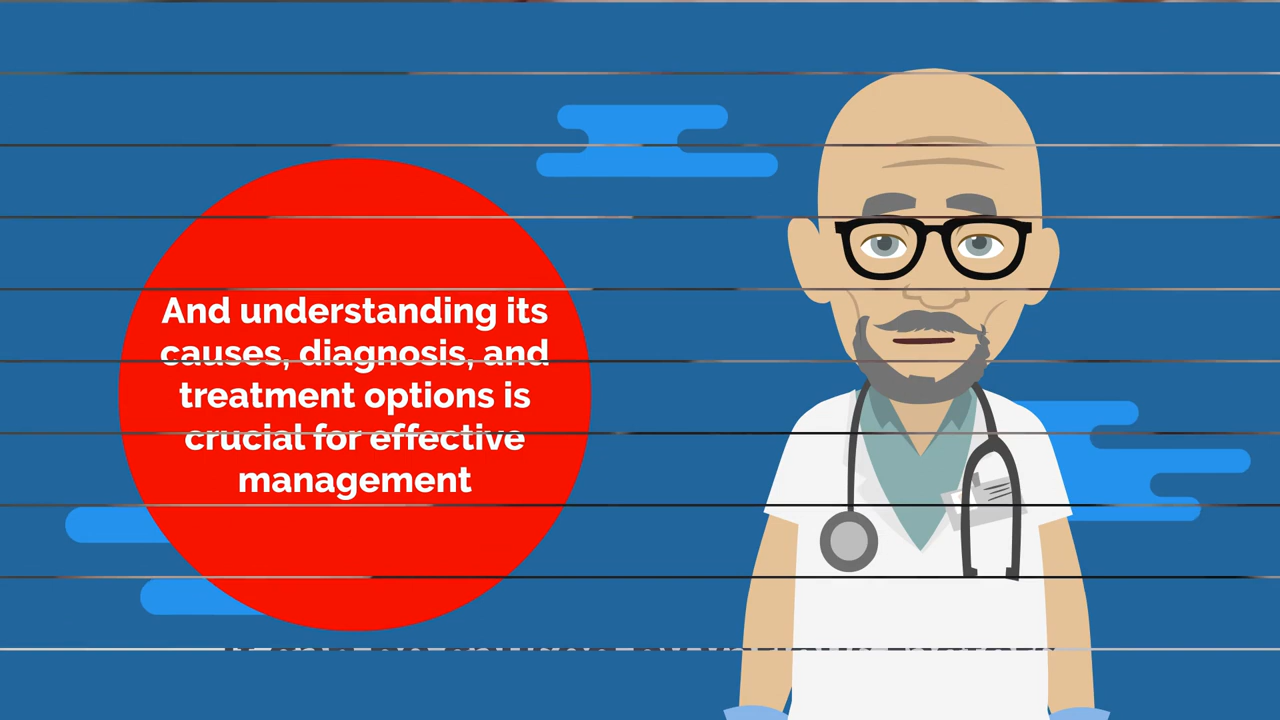 And understanding its
causes, diagnosis, and
treatment options is
crucial for effective
management